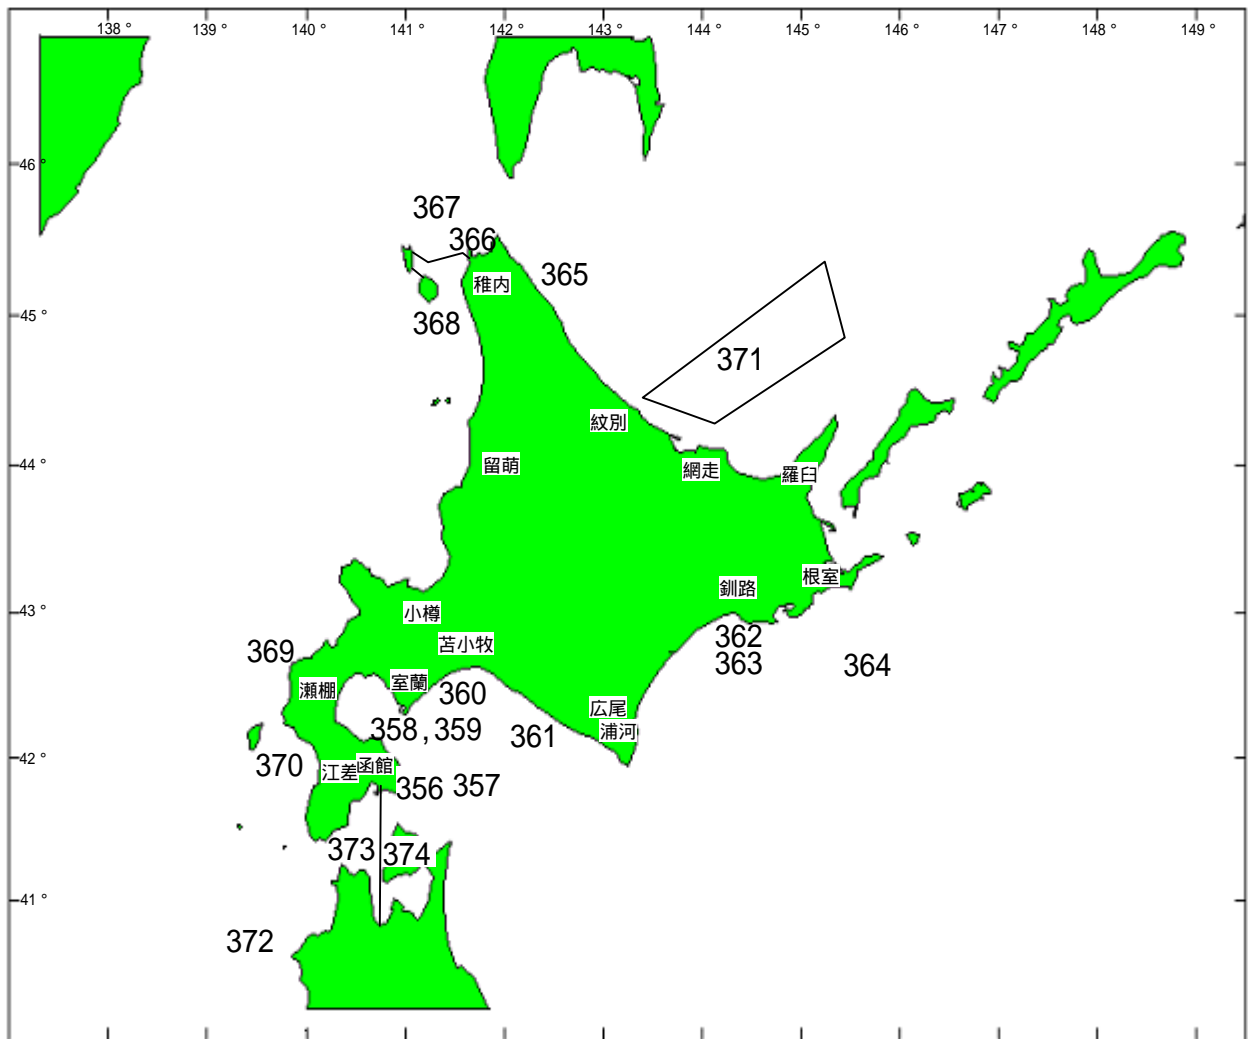 138 ° 139 ° 140 ° 141 ° 142 ° 143 ° 144 ° 145 ° 146 ° 147 ° 148 ° 149 °
46 °
367
366
稚内
365
45 °
368
371
紋別
44 °
留萌
網走
羅臼
釧路
根室
43 °
小樽
362
苫小牧
369
363
364
瀬棚
室蘭
360
広尾
358 , 359
361
浦河
42 °
370
江差
函館
356
357
373
374
41 °
372